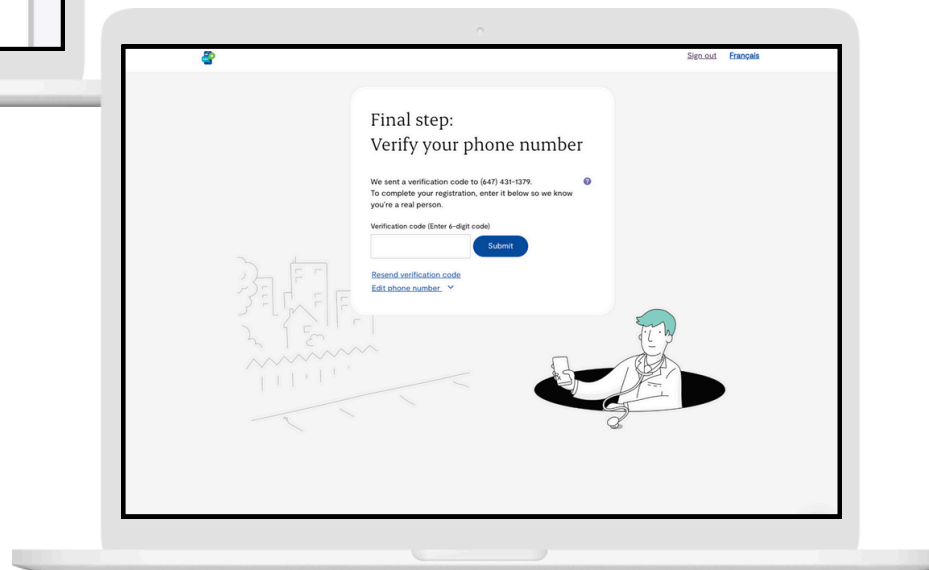 Sign out Français
Final step:
Verify your phone number
We sent a verification code to (647) 431-1379.
To complete your registration, enter it below so we know
you're a real person.
Verification code (Enter 6-digit code)
Submit
Resend verification code
Edit phone number